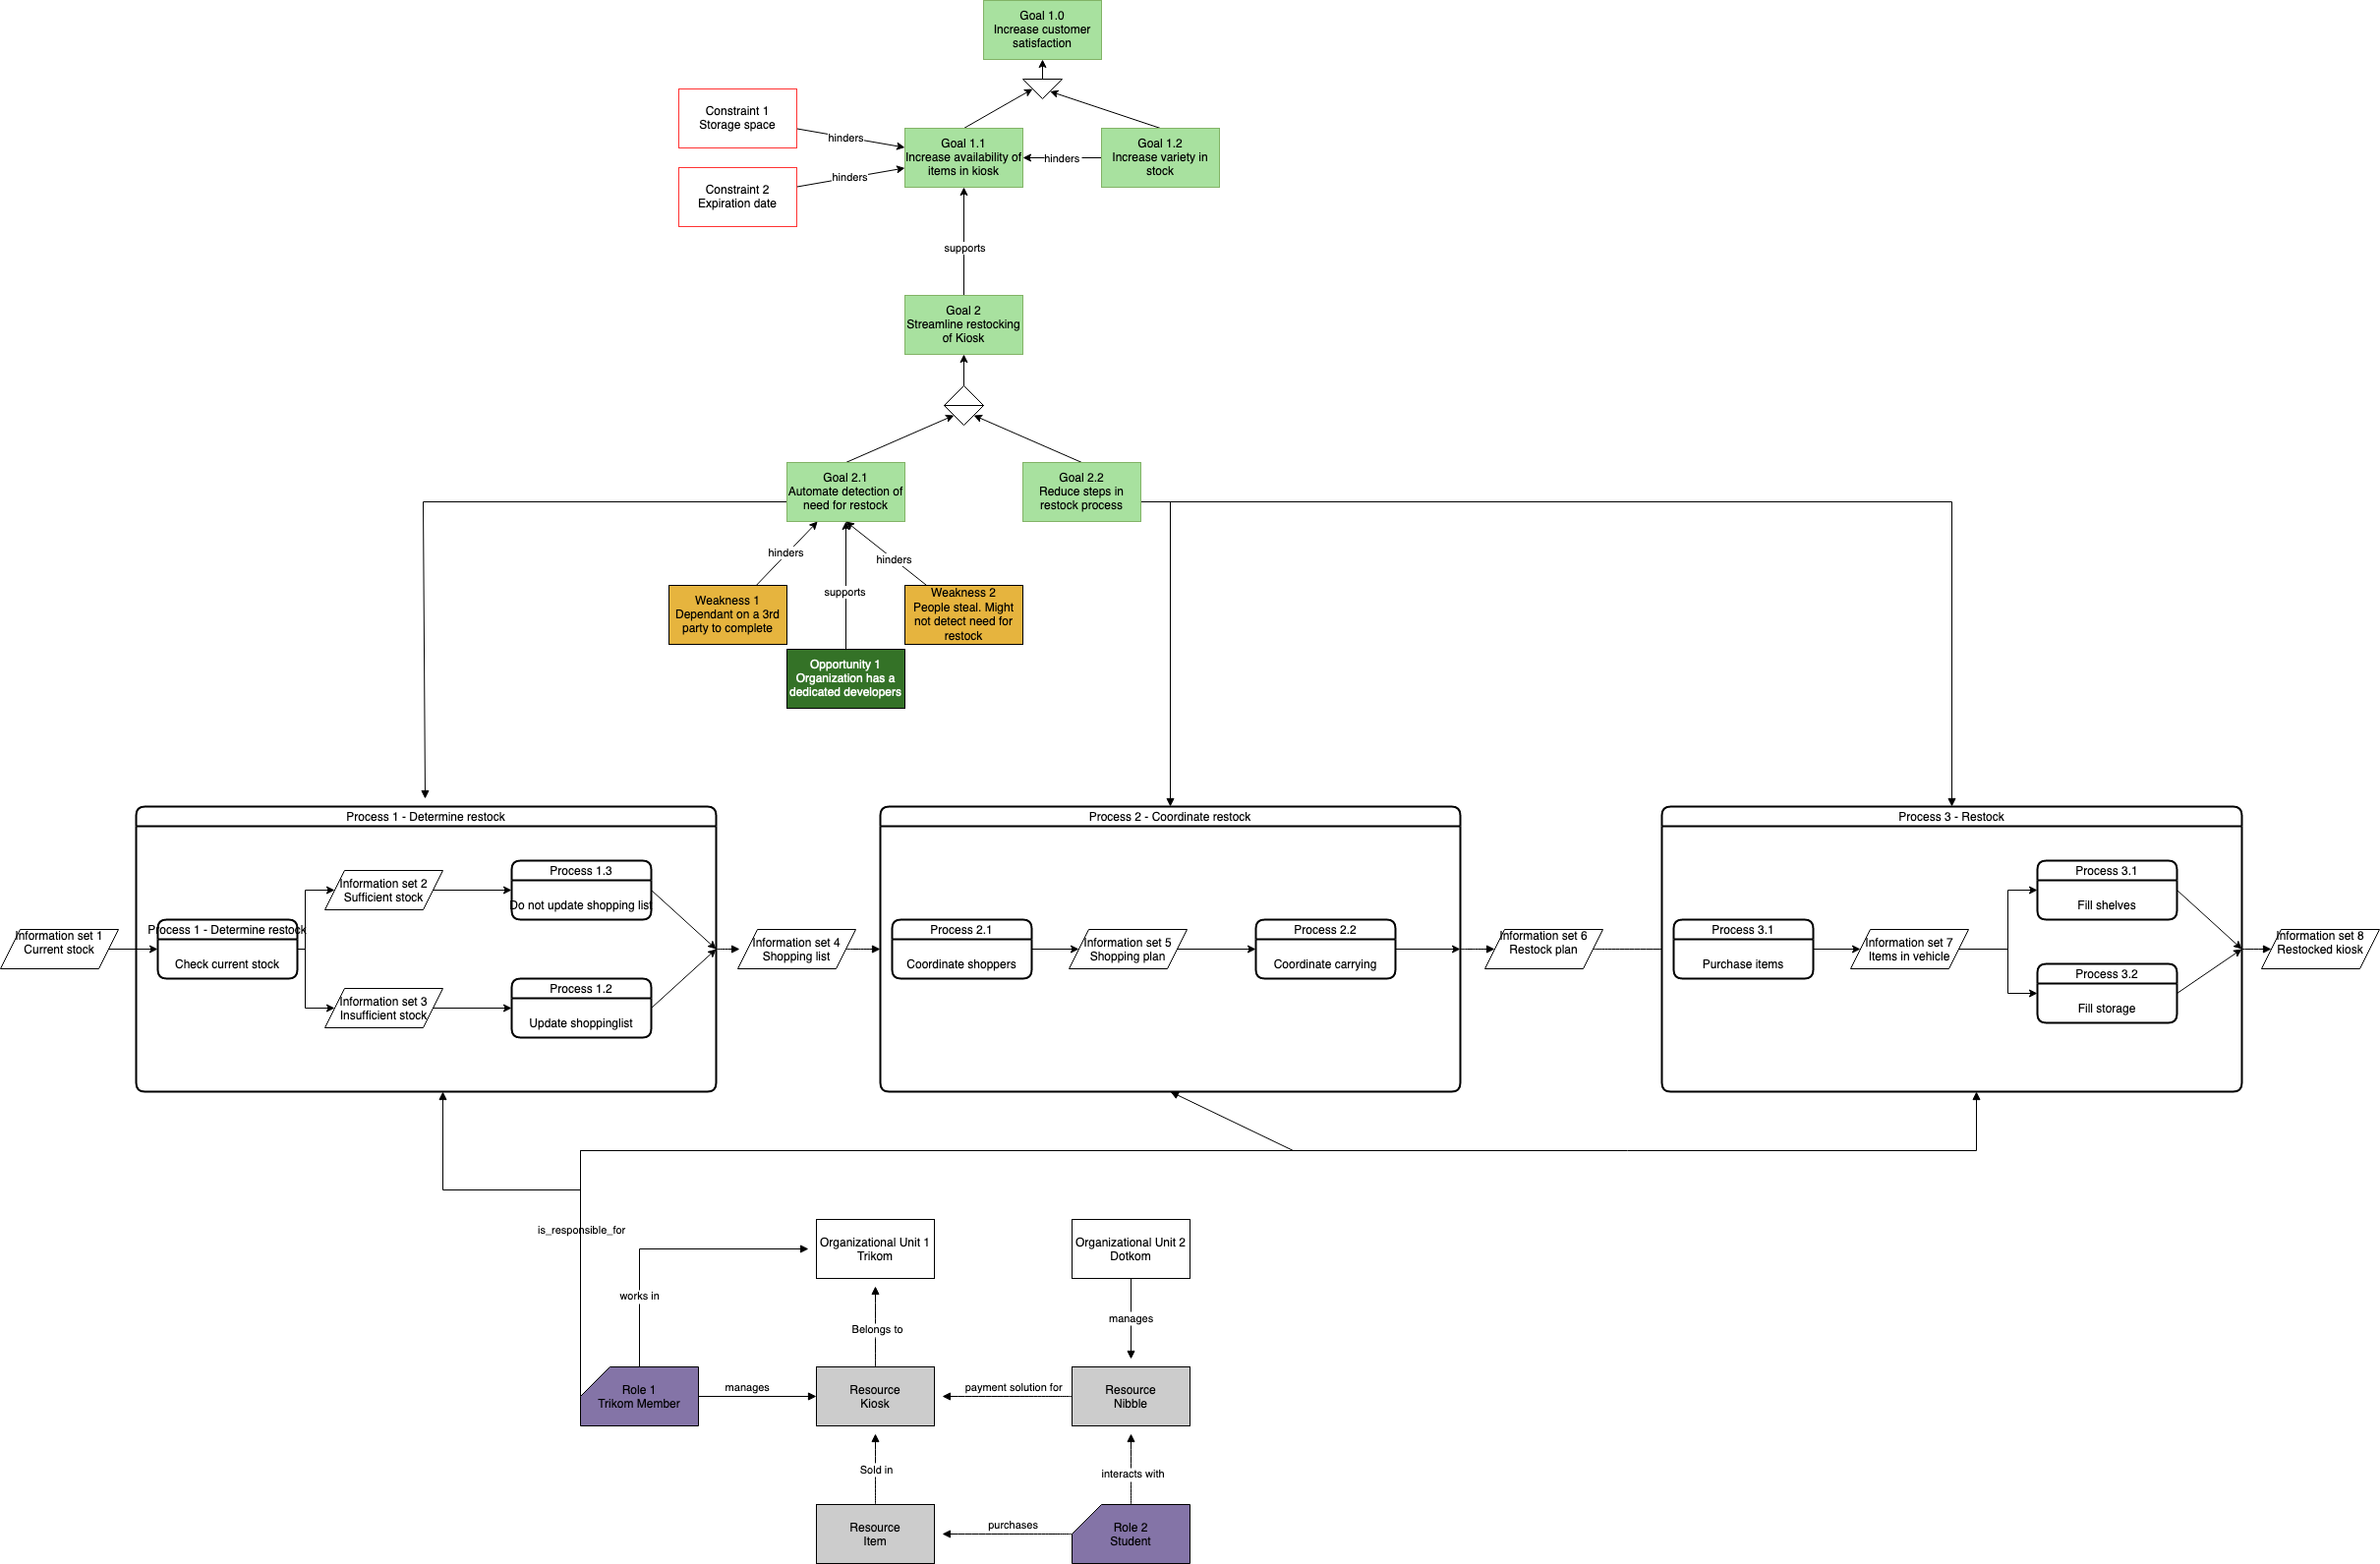 Goal 1.0
Increase customer
satisfaction
Constraint 1
Storage space
hinders
Goal 1.1
Increase availability of
items in kiosk
hinders
Goal 1.2
Increase variety in
stock
Constraint 2
Expiration date
hinders
supports
Goal 2
Streamline restocking
of Kiosk
Goal 2.1
Automate detection of
need for restock
Goal 2.2
Reduce steps in
restock process
hinders
supports
hinders
Weakness 1
Dependant on a 3rd
party to complete
Weakness 2
People steal. Might
not detect need for
restock
Opportunity 1
Organization has a
dedicated developers
Process 1 - Determine restock
Information set 1
Current stock
Process 1 - Determine restock
Check current stock
Information set 2
Sufficient stock
Process 1.3
Do not update shopping list
Information set 3
Insufficient stock
Process 1.2
Update shoppinglist
Information set 4
Shopping list
Process 2 - Coordinate restock
Process 2.1
Coordinate shoppers
Information set 5
Shopping plan
Process 2.2
Coordinate carrying
Information set 6
Restock plan
Process 3 - Restock
Process 3.1
Purchase items
Information set 7
Items in vehicle
Process 3.1
Fill shelves
Process 3.2
Fill storage
Information set 8
Restocked kiosk
is_responsible_for
Organizational Unit 1
Trikom
Organizational Unit 2
Dotkom
works in
Belongs to
manages
Role 1
Trikom Member
manages
Resource
Kiosk
payment solution for
Resource
Nibble
Sold in
interacts with
Resource
Item
purchases
Role 2
Student